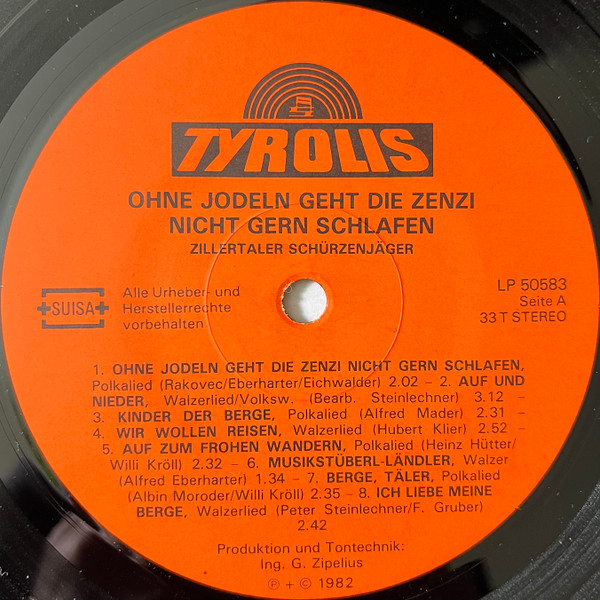 TYROLIS
OHNE JODELN GEHT DIE ZENZI
NICHT GERN SCHLAFEN
ZILLERTALER SCHÜRZENJÄGER
SUISA
Alle Urheber- und
Herstellerrechte
vorbehalten
LP 50583
Seite A
33 T STEREO
1. OHNE JODELN GEHT DIE ZENZI NICHT GERN SCHLAFEN,
Polkalied (Rakovec/Eberharter/Eichwalder) 2.02 – 2. AUF UND
NIEDER, Walzerlied/Volksw. (Bearb. Steinlechner) 3.12 –
3. KINDER DER BERGE, Polkalied (Alfred Mader) 2.31 –
4. WIR WOLLEN REISEN, Walzerlied (Hubert Klier) 2.52 –
5. AUF ZUM FROHEN WANDERN, Polkalied (Heinz Hütter/
Willi Kröll) 2.32 – 6. MUSIKSTÜBERL-LÄNDLER, Walzer
(Alfred Eberharter) 1.34 – 7. BERGE, TÄLER, Polkalied
(Albin Moroder/Willi Kröll) 2.35 – 8. ICH LIEBE MEINE
BERGE, Walzerlied (Peter Steinlechner/F. Gruber)
2.42
Produktion und Tontechnik:
Ing. G. Zipelius
Ⓟ + © 1982